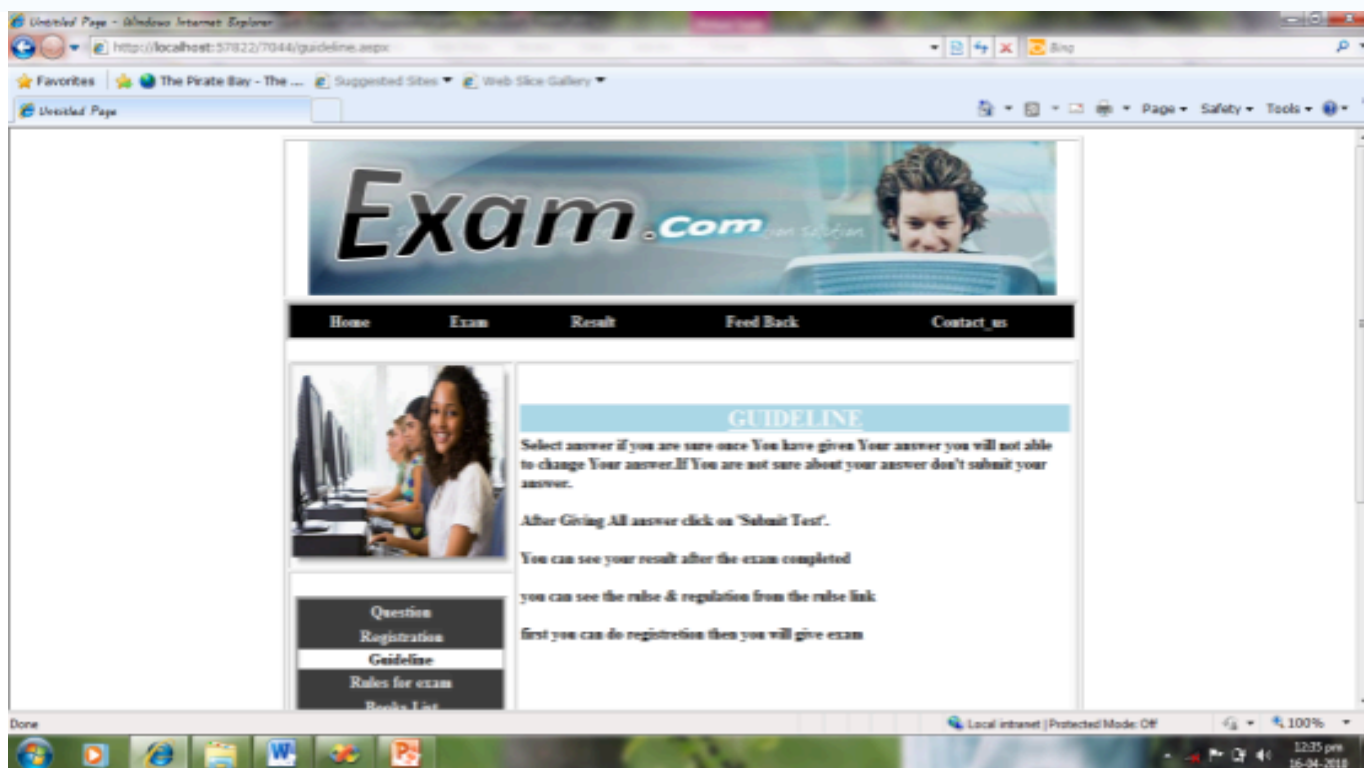 Untitled Page - Windows Internet Explorer
http://localhost:57822/7044/guideline.aspx
Bing
Favorites The Pirate Bay - The ... Suggested Sites Web Slice Gallery
Untitled Page
Page Safety Tools
Exam.com
Home Exam Result Feed Back Contact_us
GUIDELINE
Select answer if you are sure once You have given Your answer you will not able
to change Your answer.If You are not sure about your answer don't submit your
answer.
After Giving All answer click on 'Submit Test'.
You can see your result after the exam completed
you can see the rulse & regulation from the rulse link
first you can do registretion then you will give exam
Question
Registration
Guideline
Rules for exam
Books List
Done
Local intranet | Protected Mode: Off
100%
12:35 pm
16-04-2010